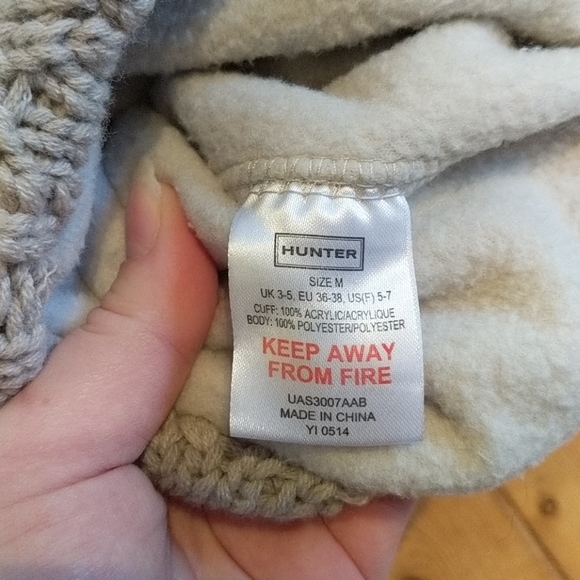 HUNTER
SIZE M
UK 3-5, EU 36-38, US(F) 5-7
CUFF: 100% ACRYLIC/ACRYLIQUE
BODY: 100% POLYESTER/POLYESTER
KEEP AWAY
FROM FIRE
UAS3007AAB
MADE IN CHINA
YI 0514